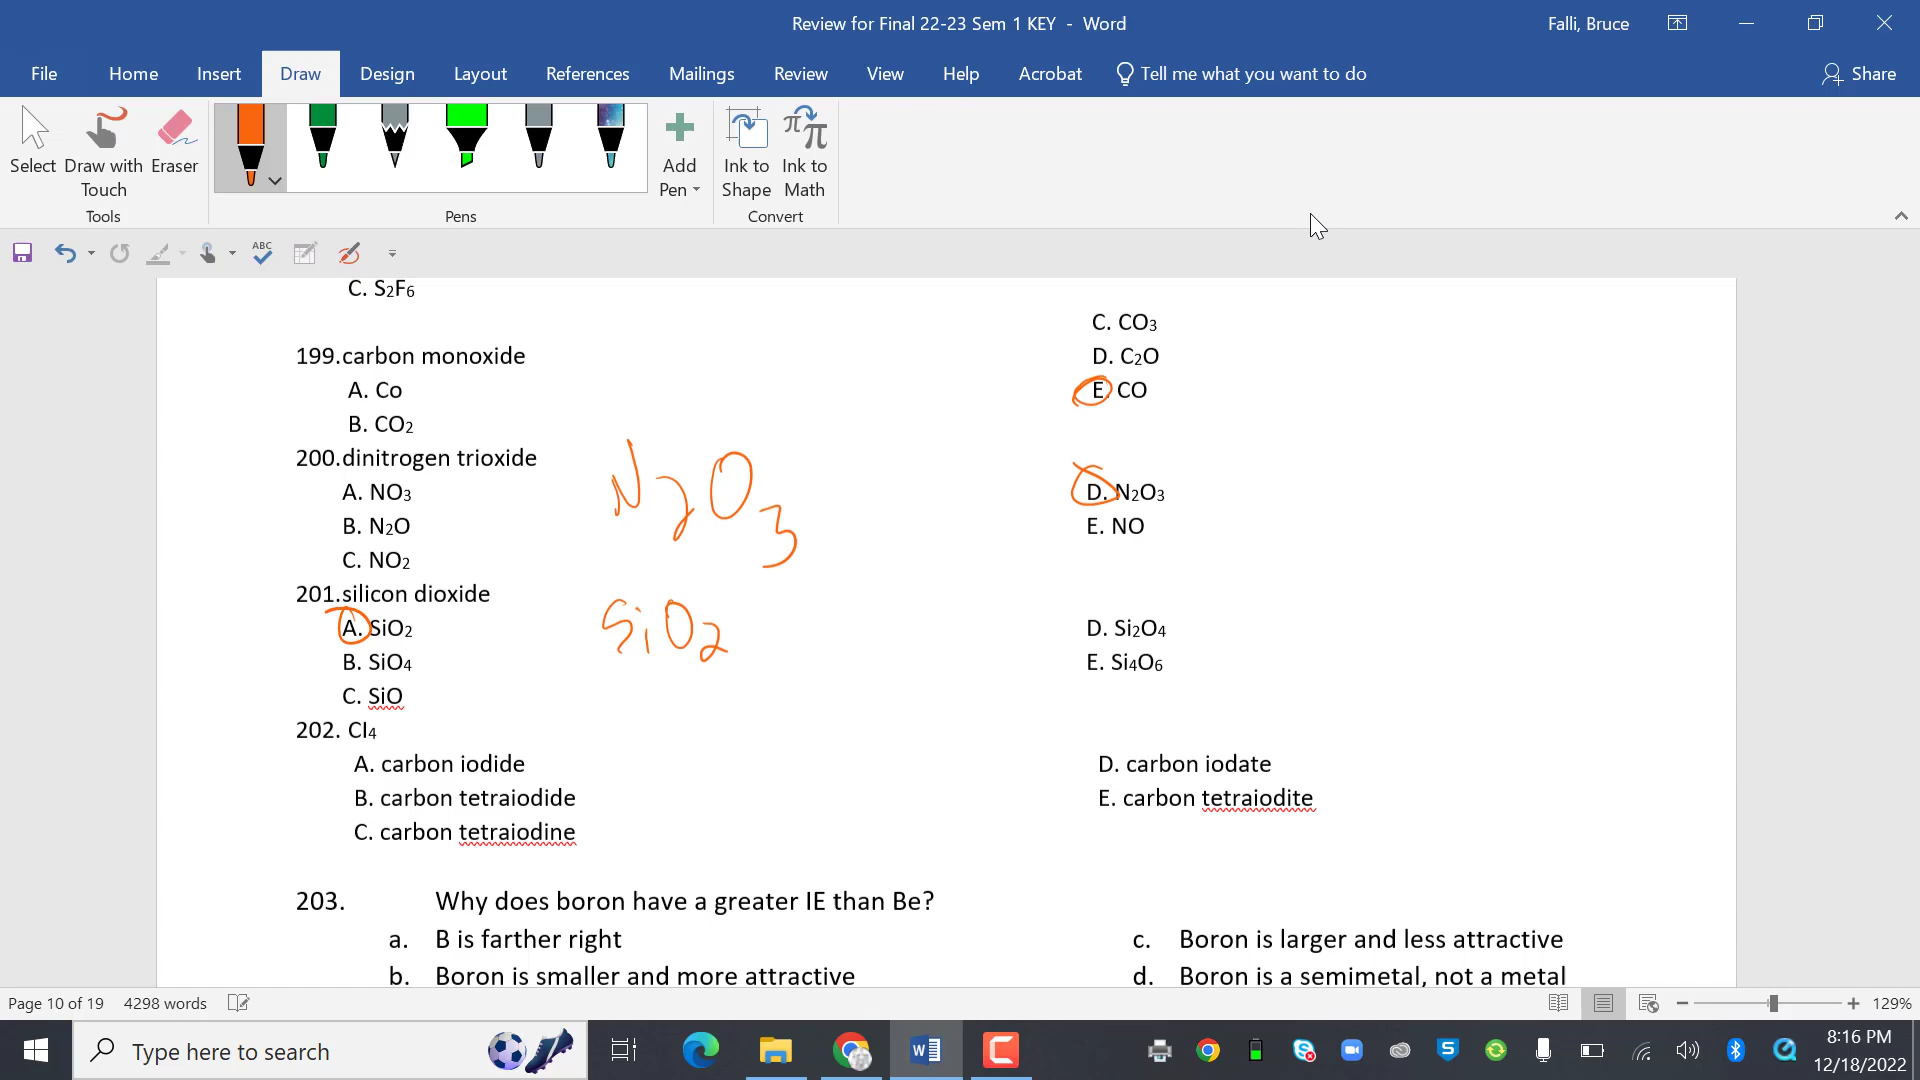 Review for Final 22-23 Sem 1 KEY - Word
Falli, Bruce
File Home Insert Draw Design Layout References Mailings Review View Help Acrobat Tell me what you want to do Share
Select Draw with Touch Eraser
Add Pen
Ink to Shape Ink to Math
Tools Pens Convert
ABC
C. S₂F₆
C. CO₃
199.carbon monoxide D. C₂O
A. Co E. CO
B. CO₂
200.dinitrogen trioxide
N₂O₃
A. NO₃ D. N₂O₃
B. N₂O E. NO
C. NO₂
201.silicon dioxide
A. SiO₂ SiO₂ D. Si₂O₄
B. SiO₄ E. Si₄O₆
C. SiO
202. CI₄
A. carbon iodide D. carbon iodate
B. carbon tetraiodide E. carbon tetraiodite
C. carbon tetraiodine
203. Why does boron have a greater IE than Be?
a. B is farther right c. Boron is larger and less attractive
b. Boron is smaller and more attractive d. Boron is a semimetal, not a metal
Page 10 of 19 4298 words 129%
Type here to search
8:16 PM
12/18/2022